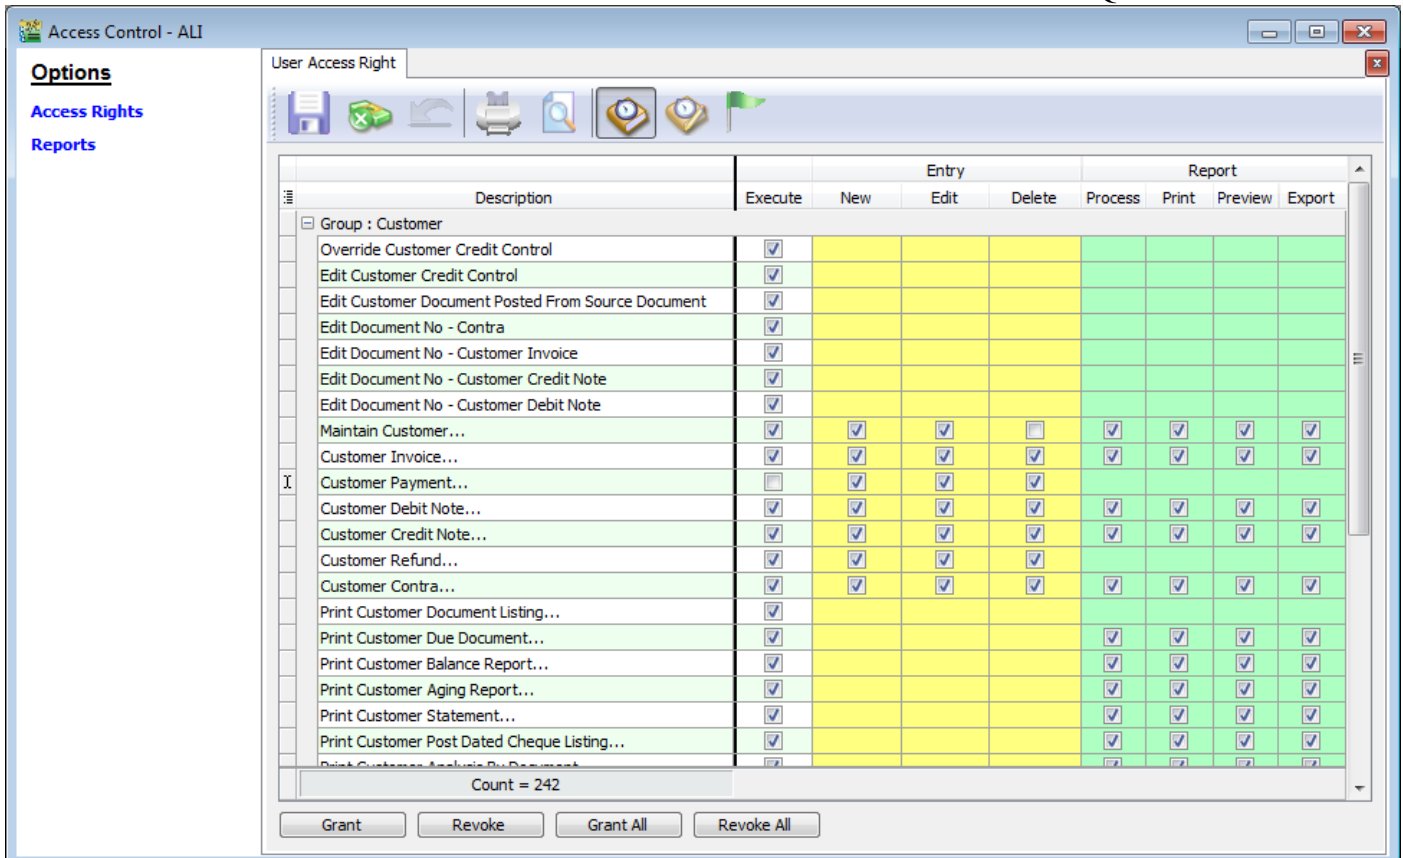 Access Control - ALI
Options
Access Rights
Reports
User Access Right
Entry Report
Description Execute New Edit Delete Process Print Preview Export
Group : Customer
Override Customer Credit Control
Edit Customer Credit Control
Edit Customer Document Posted From Source Document
Edit Document No - Contra
Edit Document No - Customer Invoice
Edit Document No - Customer Credit Note
Edit Document No - Customer Debit Note
Maintain Customer...
Customer Invoice...
Customer Payment...
Customer Debit Note...
Customer Credit Note...
Customer Refund...
Customer Contra...
Print Customer Document Listing...
Print Customer Due Document...
Print Customer Balance Report...
Print Customer Aging Report...
Print Customer Statement...
Print Customer Post Dated Cheque Listing...
Print Customer Analysis By Document
Count = 242
Grant Revoke Grant All Revoke All